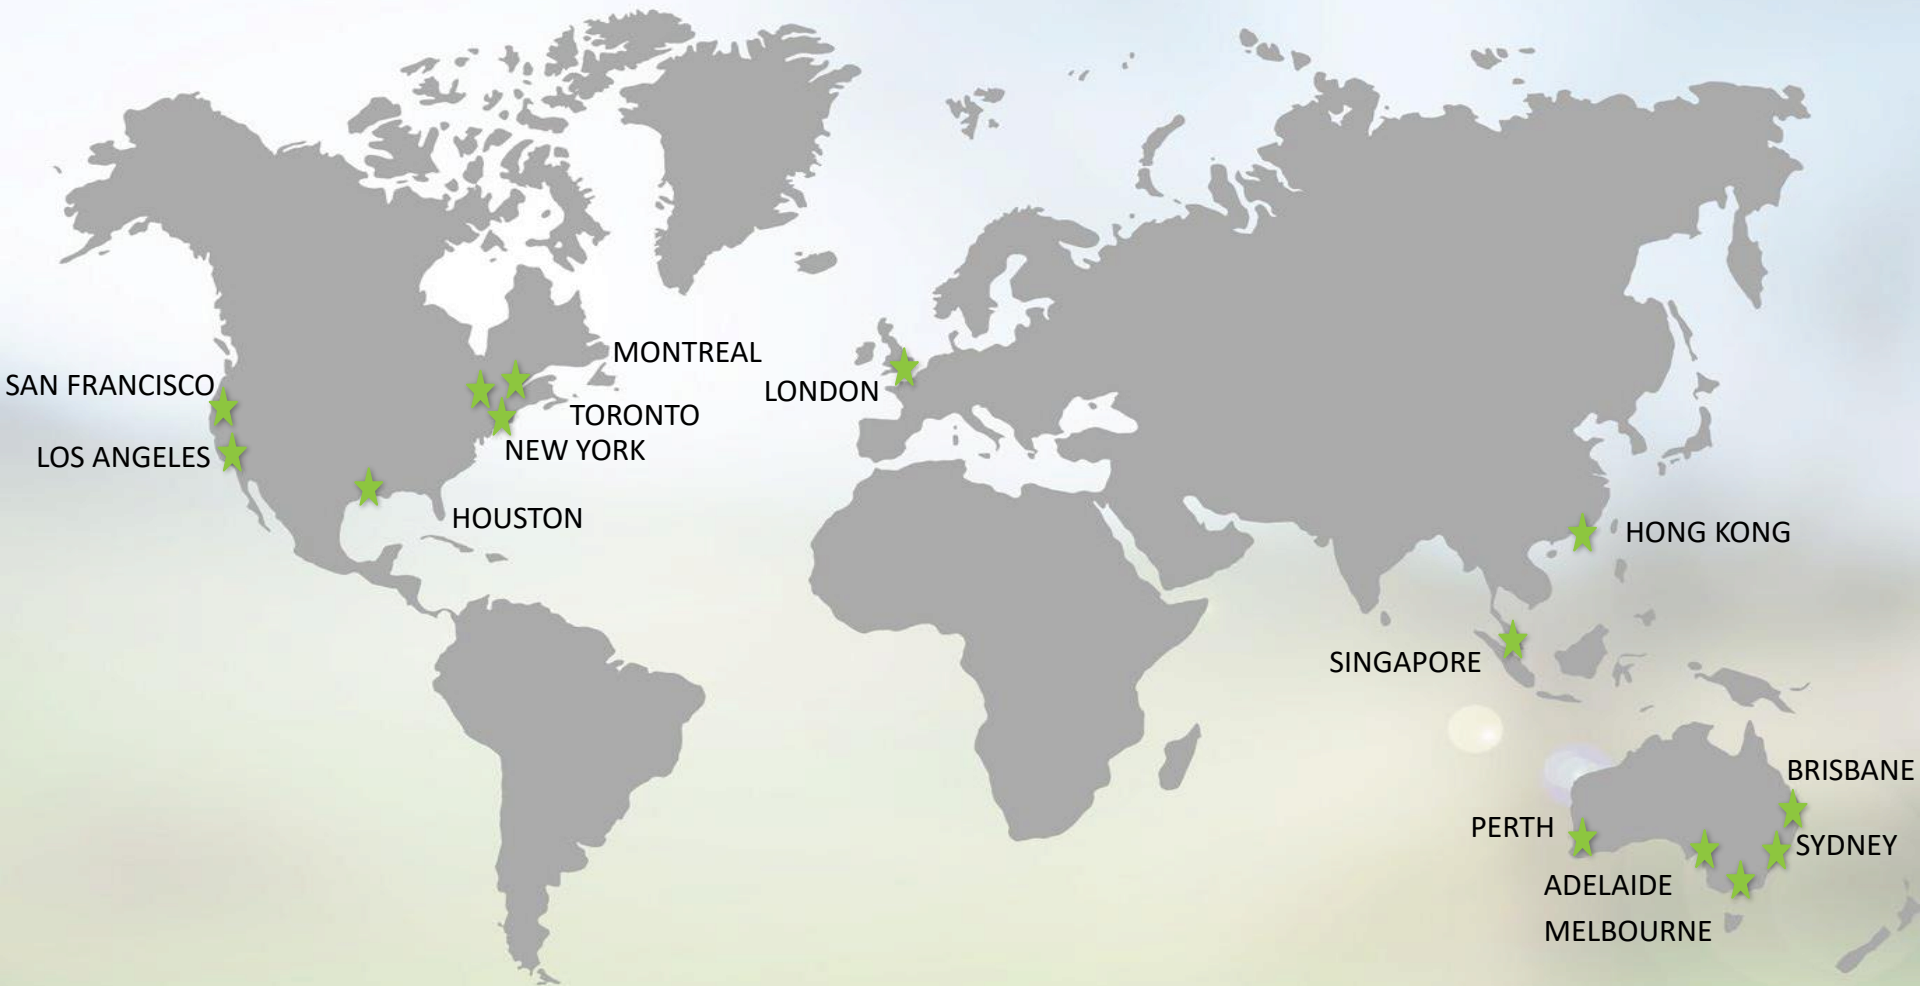 MONTREAL
SAN FRANCISCO
LONDON
TORONTO
NEW YORK
LOS ANGELES
HOUSTON
HONG KONG
SINGAPORE
BRISBANE
PERTH
SYDNEY
ADELAIDE
MELBOURNE